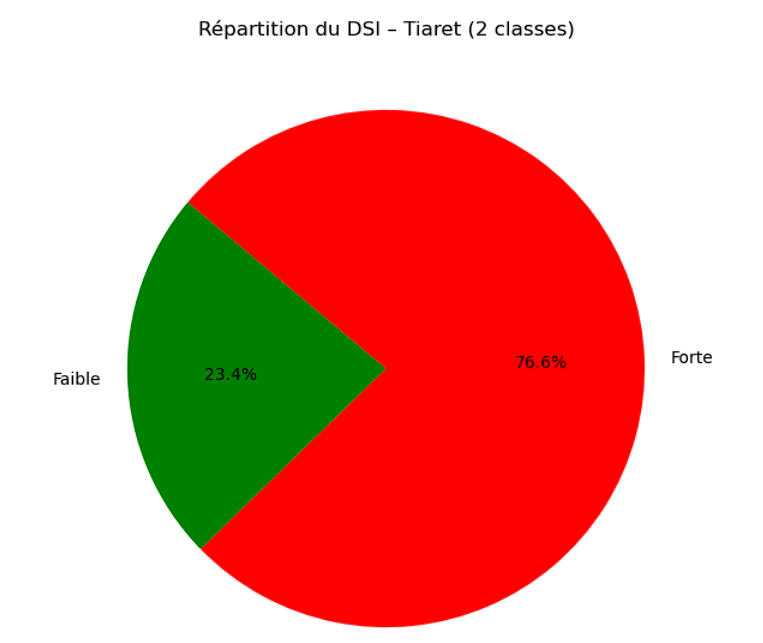 Répartition du DSI – Tiaret (2 classes)
76.6%
Forte
23.4%
Faible